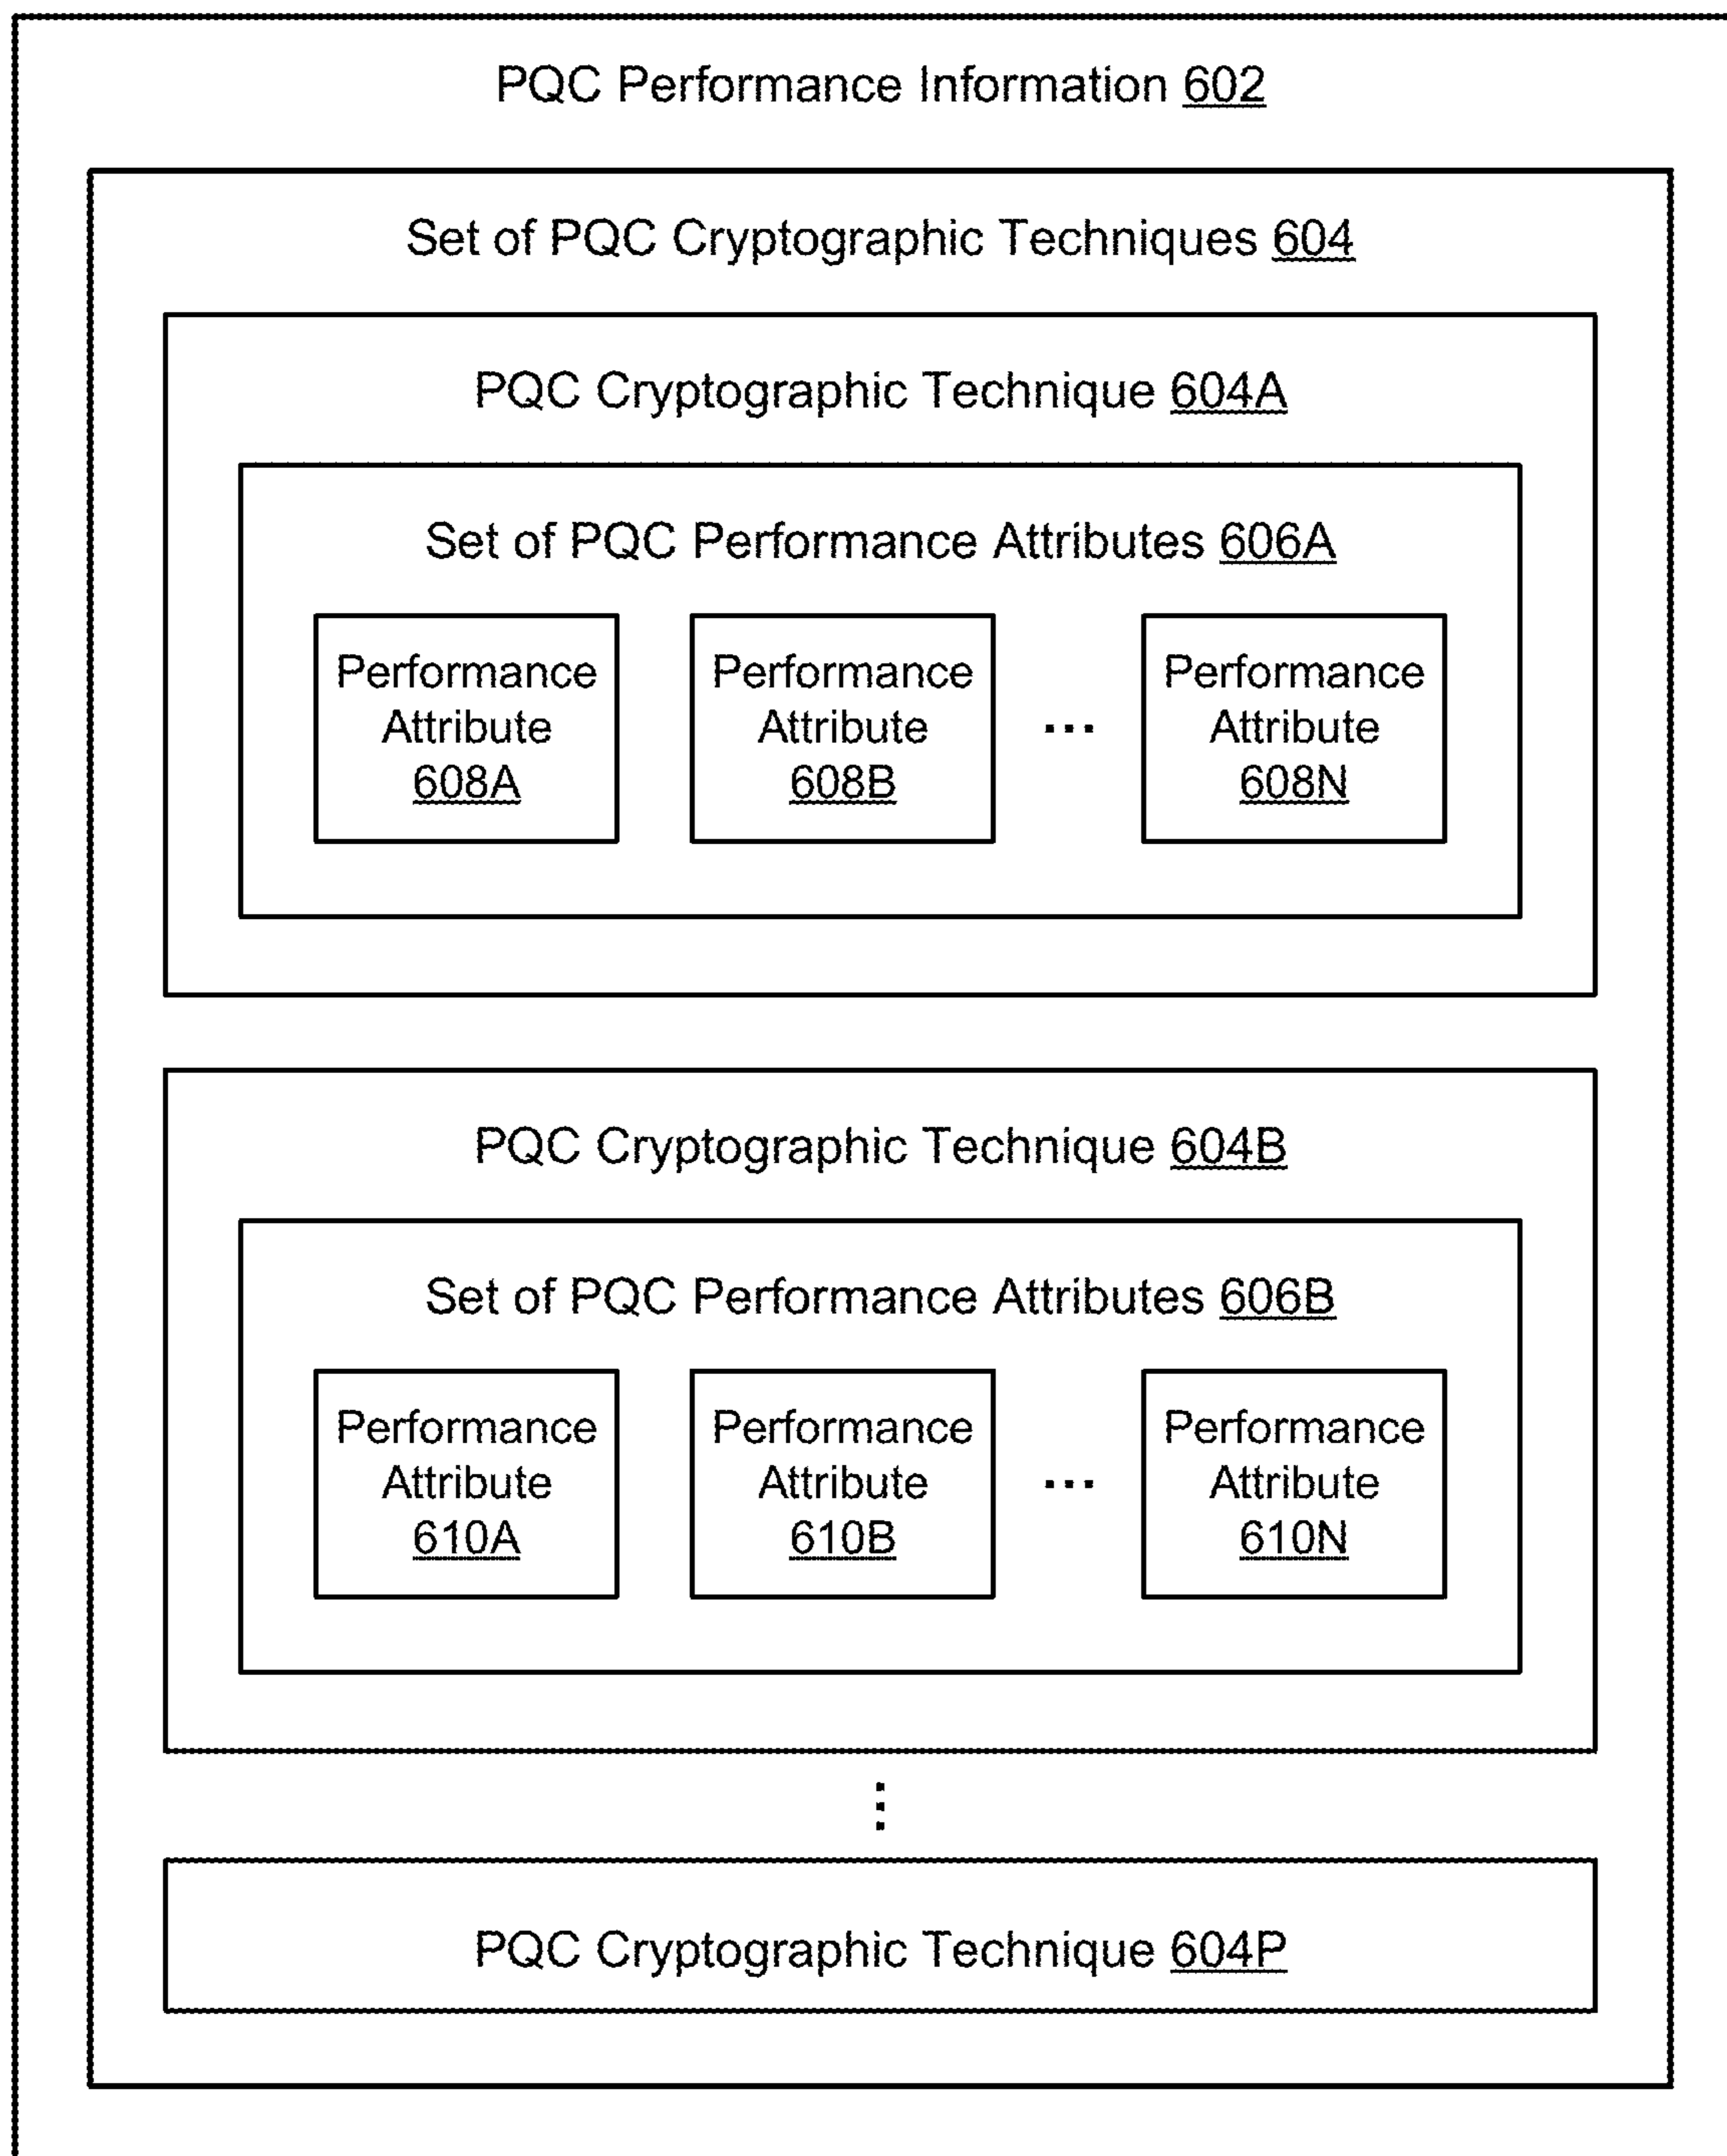 PQC Performance Information 602
Set of PQC Cryptographic Techniques 604
PQC Cryptographic Technique 604A
Set of PQC Performance Attributes 606A
Performance
Attribute
608A
Performance
Attribute
608B
...
Performance
Attribute
608N
PQC Cryptographic Technique 604B
Set of PQC Performance Attributes 606B
Performance
Attribute
610A
Performance
Attribute
610B
...
Performance
Attribute
610N
...
PQC Cryptographic Technique 604P